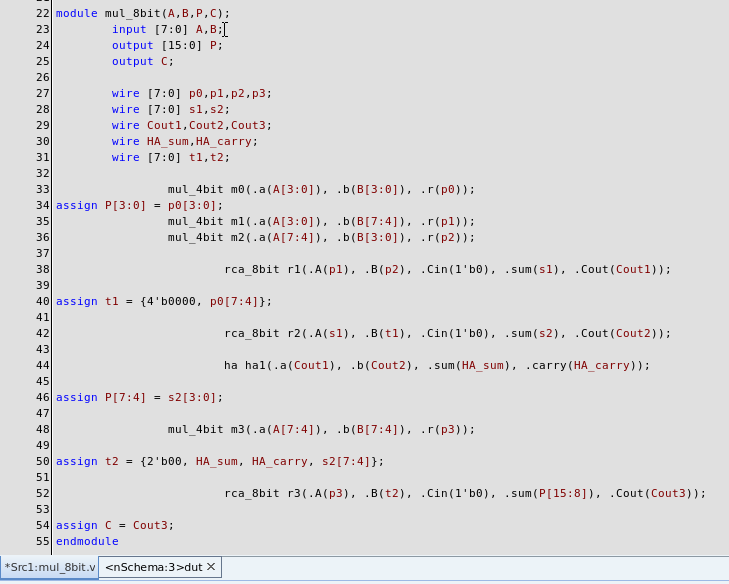 22 module mul_8bit(A,B,P,C);
23 input [7:0] A,B;
24 output [15:0] P;
25 output C;
26
27 wire [7:0] p0,p1,p2,p3;
28 wire [7:0] s1,s2;
29 wire Cout1,Cout2,Cout3;
30 wire HA_sum,HA_carry;
31 wire [7:0] t1,t2;
32
33 mul_4bit m0(.a(A[3:0]), .b(B[3:0]), .r(p0));
34 assign P[3:0] = p0[3:0];
35 mul_4bit m1(.a(A[3:0]), .b(B[7:4]), .r(p1));
36 mul_4bit m2(.a(A[7:4]), .b(B[3:0]), .r(p2));
37
38 rca_8bit r1(.A(p1), .B(p2), .Cin(1'b0), .sum(s1), .Cout(Cout1));
39
40 assign t1 = {4'b0000, p0[7:4]};
41
42 rca_8bit r2(.A(s1), .B(t1), .Cin(1'b0), .sum(s2), .Cout(Cout2));
43
44 ha ha1(.a(Cout1), .b(Cout2), .sum(HA_sum), .carry(HA_carry));
45
46 assign P[7:4] = s2[3:0];
47
48 mul_4bit m3(.a(A[7:4]), .b(B[7:4]), .r(p3));
49
50 assign t2 = {2'b00, HA_sum, HA_carry, s2[7:4]};
51
52 rca_8bit r3(.A(p3), .B(t2), .Cin(1'b0), .sum(P[15:8]), .Cout(Cout3));
53
54 assign C = Cout3;
55 endmodule
*Src1:mul_8bit.v <nSchema:3>dut